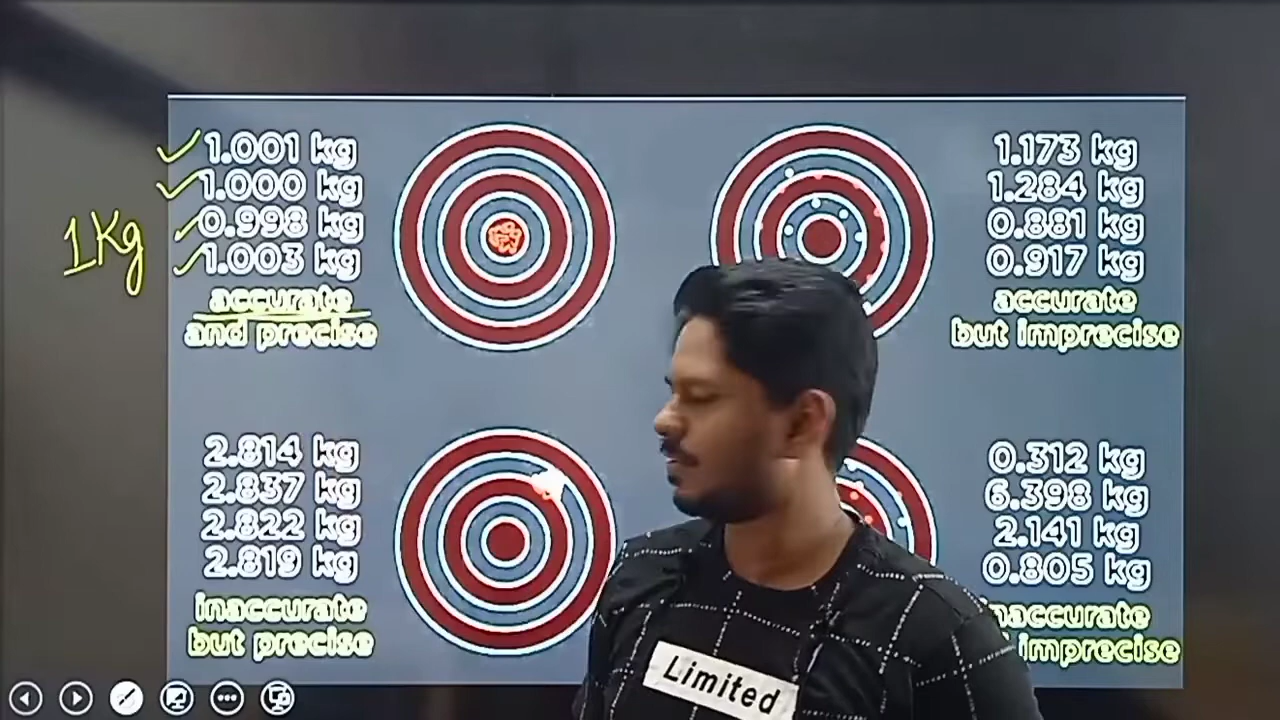 1.001 kg
1.000 kg
0.998 kg
1.003 kg
1Kg
accurate
and precise
1.173 kg
1.284 kg
0.881 kg
0.917 kg
accurate
but imprecise
2.814 kg
2.837 kg
2.822 kg
2.819 kg
inaccurate
but precise
0.312 kg
6.398 kg
2.141 kg
0.805 kg
naccurate
imprecise
Limited